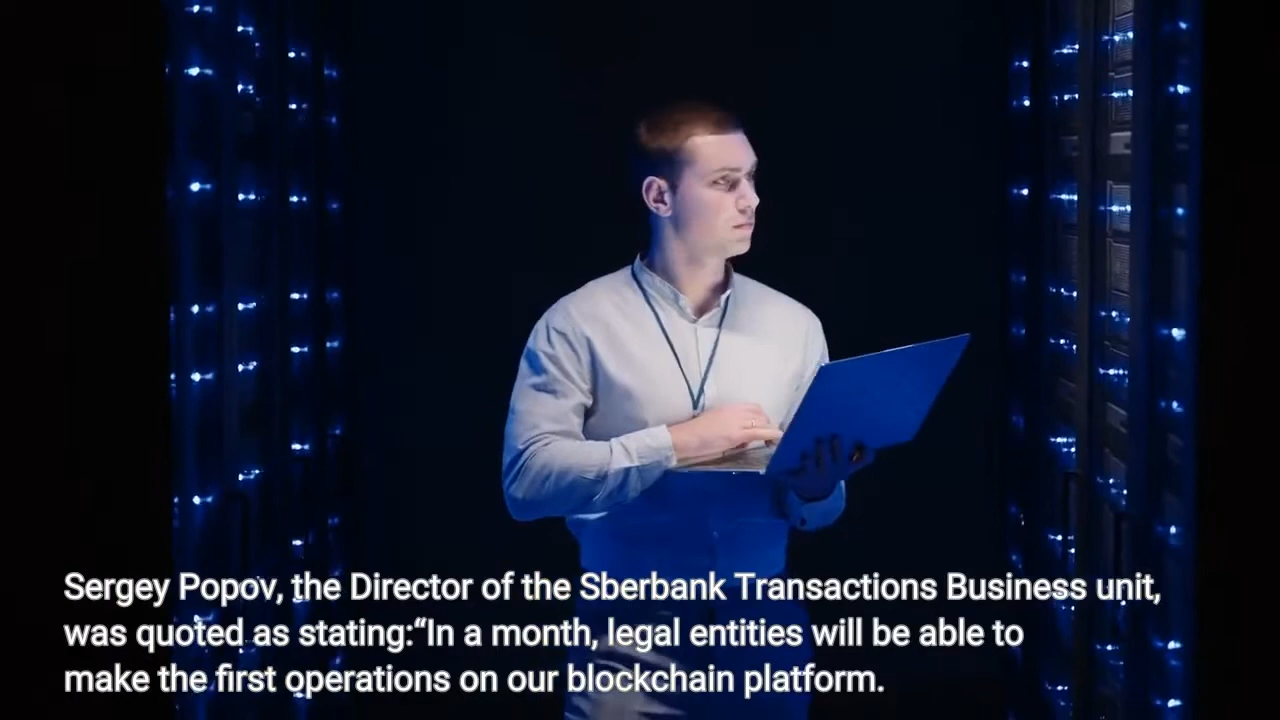 Sergey Popov, the Director of the Sberbank Transactions Business unit,
was quoted as stating:“In a month, legal entities will be able to
make the first operations on our blockchain platform.